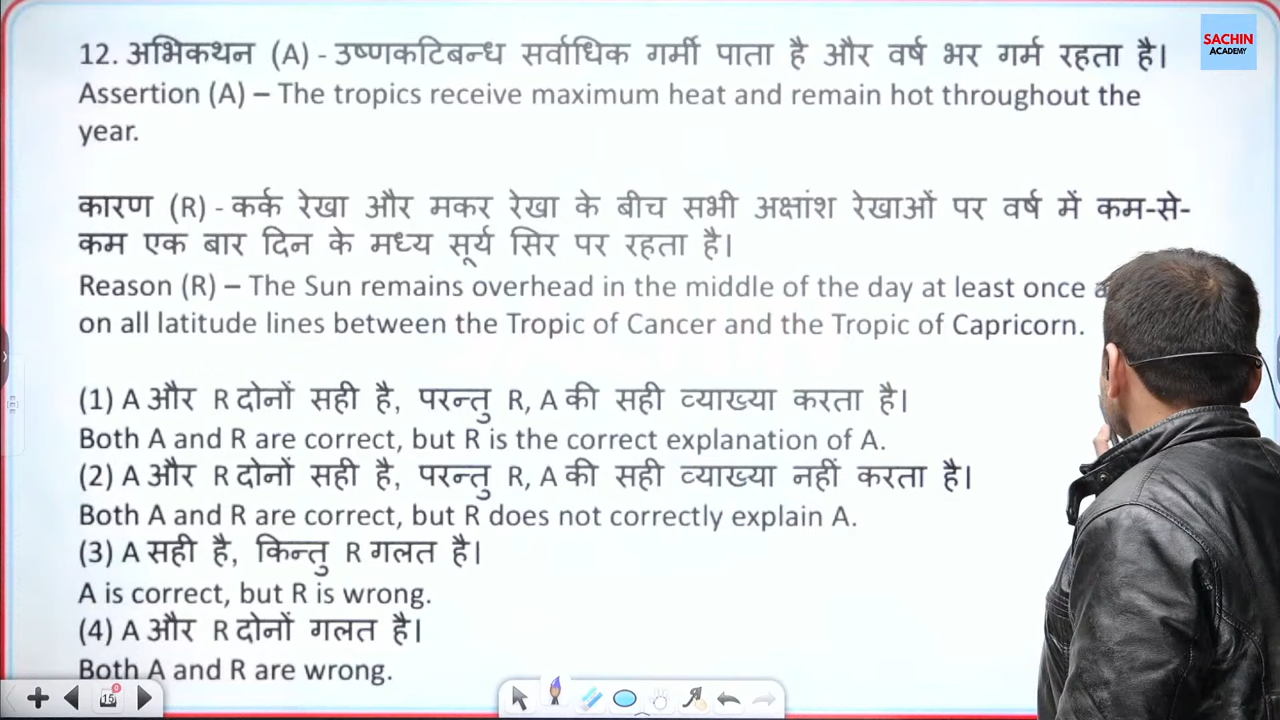 SACHIN
ACADEMY
12. अभिकथन (A) - उष्णकटिबन्ध सर्वाधिक गर्मी पाता है और वर्ष भर गर्म रहता है।
Assertion (A) – The tropics receive maximum heat and remain hot throughout the
year.
कारण (R) - कर्क रेखा और मकर रेखा के बीच सभी अक्षांश रेखाओं पर वर्ष में कम-से-
कम एक बार दिन के मध्य सूर्य सिर पर रहता है।
Reason (R) – The Sun remains overhead in the middle of the day at least once
on all latitude lines between the Tropic of Cancer and the Tropic of Capricorn.
(1) A और R दोनों सही है, परन्तु R, A की सही व्याख्या करता है।
Both A and R are correct, but R is the correct explanation of A.
(2) A और R दोनों सही है, परन्तु R, A की सही व्याख्या नहीं करता है।
Both A and R are correct, but R does not correctly explain A.
(3) A सही है, किन्तु R गलत है।
A is correct, but R is wrong.
(4) A और R दोनों गलत है।
Both A and R are wrong.
15